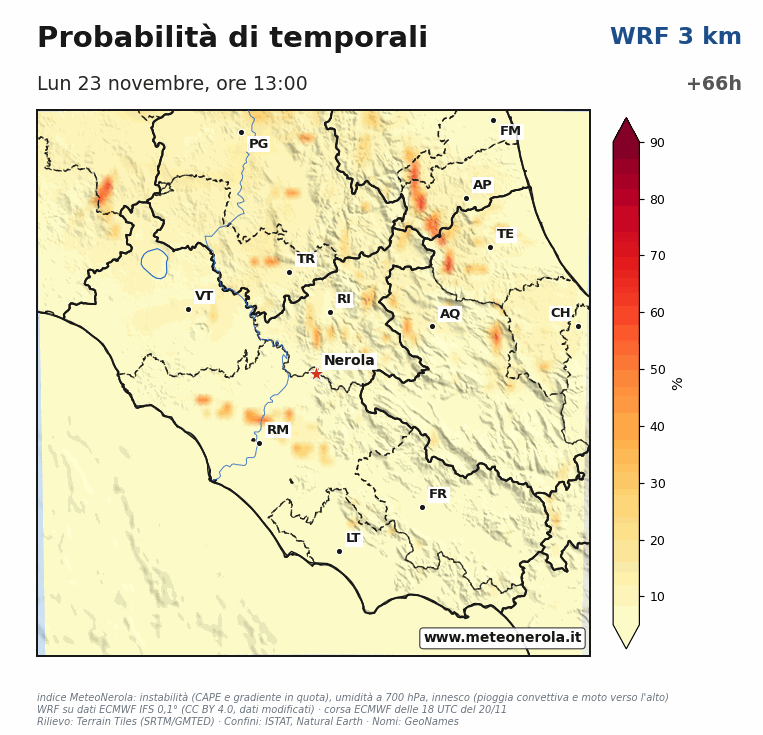 Probabilità di temporali
WRF 3 km
Lun 23 novembre, ore 13:00
+66h
FM
PG
AP
TE
TR
VT
RI
AQ
CH
Nerola
RM
FR
LT
90
80
70
60
50
40
30
20
10
%
www.meteonerola.it
indice MeteoNerola: instabilità (CAPE e gradiente in quota), umidità a 700 hPa, innesco (pioggia convettiva e moto verso l'alto)
WRF su dati ECMWF IFS 0,1° (CC BY 4.0, dati modificati) · corsa ECMWF delle 18 UTC del 20/11
Rilievo: Terrain Tiles (SRTM/GMTED) · Confini: ISTAT, Natural Earth · Nomi: GeoNames